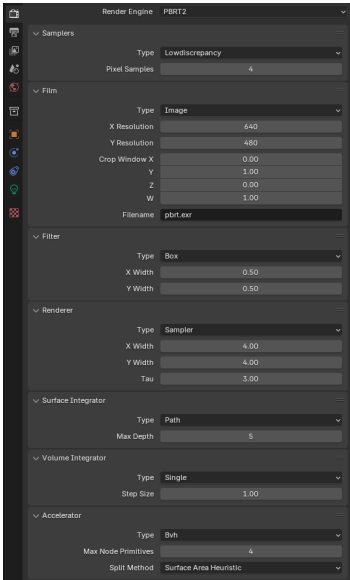 Render Engine PBRT2
Samplers
Type Lowdiscrepancy
Pixel Samples 4
Film
Type Image
X Resolution 640
Y Resolution 480
Crop Window X 0.00
Y 1.00
Z 0.00
W 1.00
Filename pbrt.exr
Filter
Type Box
X Width 0.50
Y Width 0.50
Renderer
Type Sampler
X Width 4.00
Y Width 4.00
Tau 3.00
Surface Integrator
Type Path
Max Depth 5
Volume Integrator
Type Single
Step Size 1.00
Accelerator
Type Bvh
Max Node Primitives 4
Split Method Surface Area Heuristic